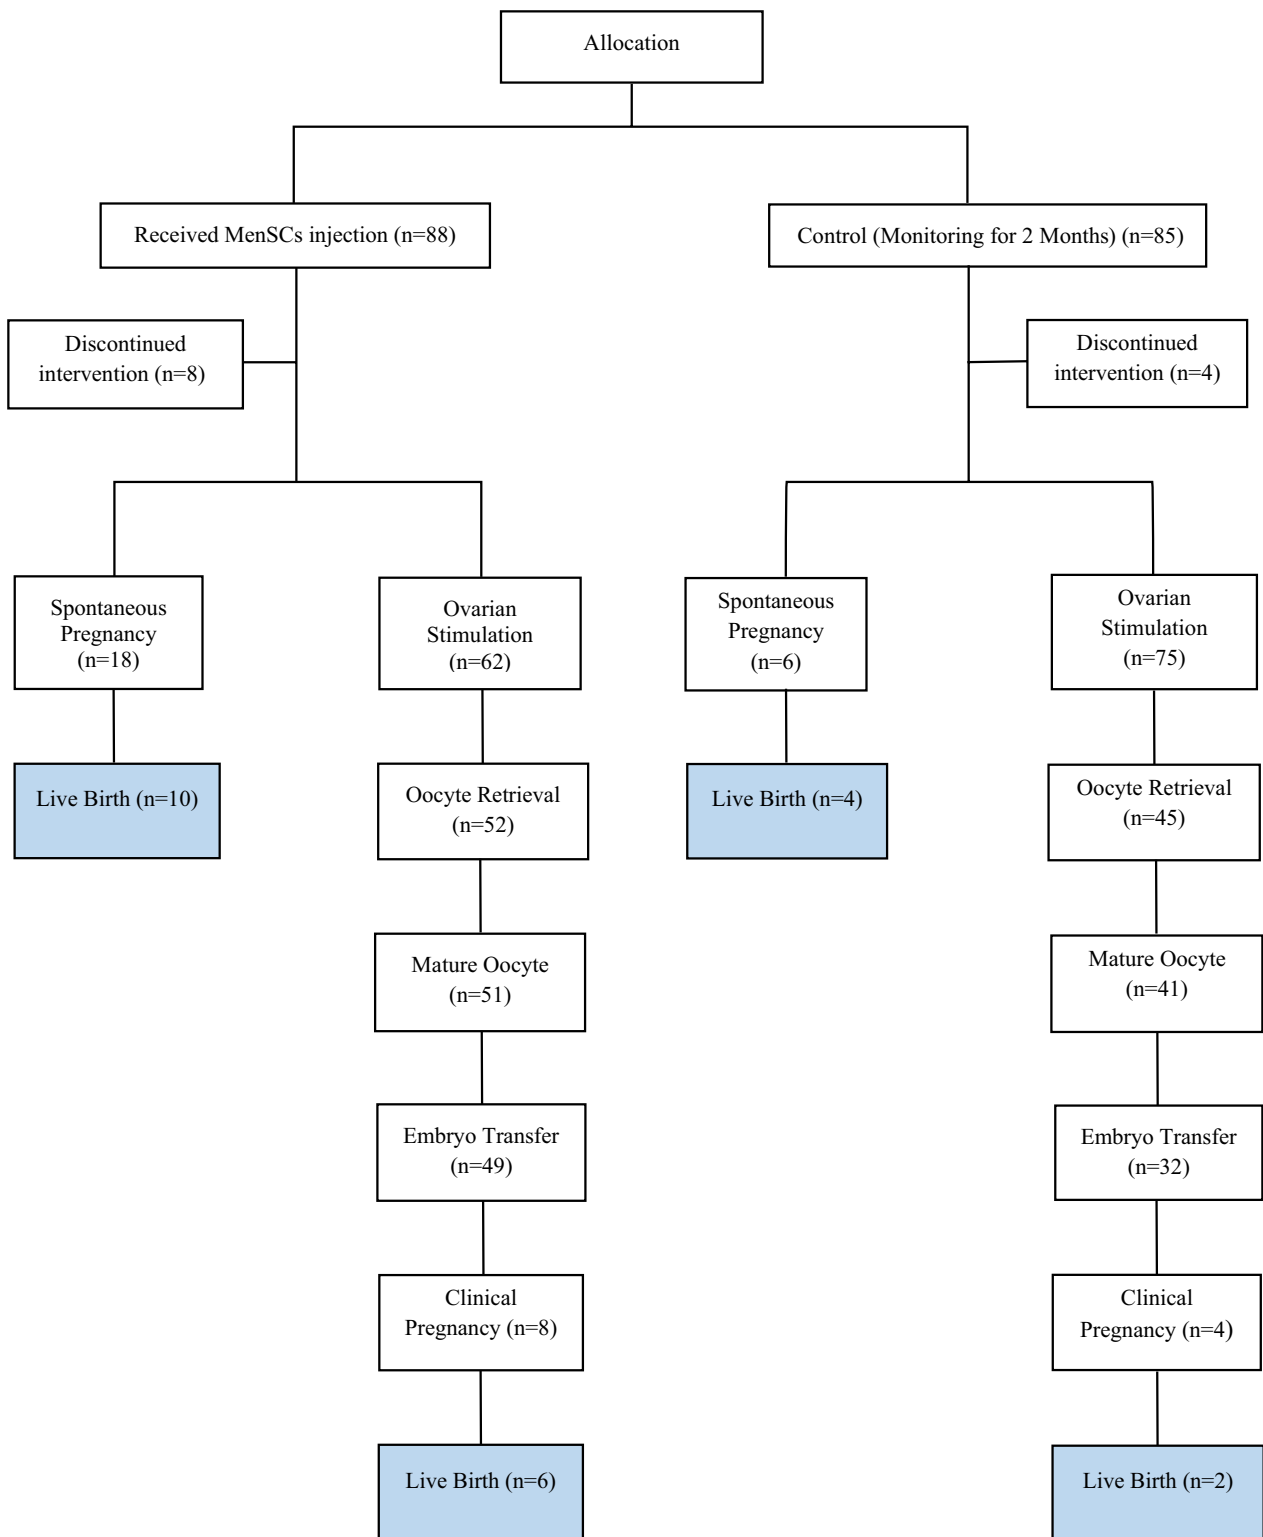 Allocation
Received MenSCs injection (n=88)
Control (Monitoring for 2 Months) (n=85)
Discontinued
intervention (n=8)
Discontinued
intervention (n=4)
Spontaneous
Pregnancy
(n=18)
Ovarian
Stimulation
(n=62)
Spontaneous
Pregnancy
(n=6)
Ovarian
Stimulation
(n=75)
Live Birth (n=10)
Oocyte Retrieval
(n=52)
Live Birth (n=4)
Oocyte Retrieval
(n=45)
Mature Oocyte
(n=51)
Mature Oocyte
(n=41)
Embryo Transfer
(n=49)
Embryo Transfer
(n=32)
Clinical
Pregnancy (n=8)
Clinical
Pregnancy (n=4)
Live Birth (n=6)
Live Birth (n=2)